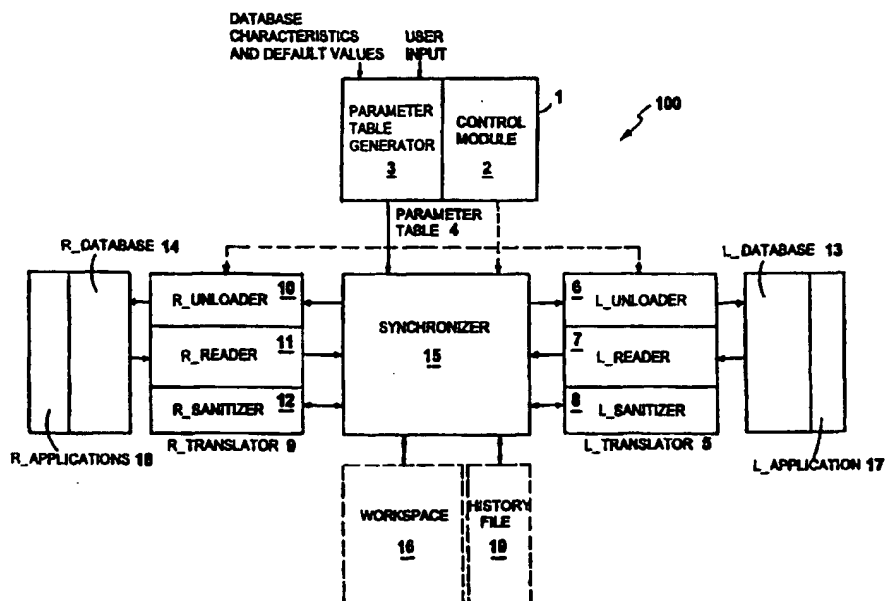 DATABASE
CHARACTERISTICS
AND DEFAULT VALUES
USER
INPUT
1
100
PARAMETER
TABLE
GENERATOR
3
CONTROL
MODULE
2
PARAMETER
TABLE 4
R_DATABASE 14
L_DATABASE 13
10
R_UNLOADER
11
R_READER
R_SANITIZER 12
SYNCHRONIZER
15
6
L_UNLOADER
7
L_READER
8
L_SANITIZER
R_TRANSLATOR 9
L_TRANSLATOR 5
R_APPLICATIONS 18
L_APPLICATION 17
WORKSPACE
16
HISTORY
FILE
19